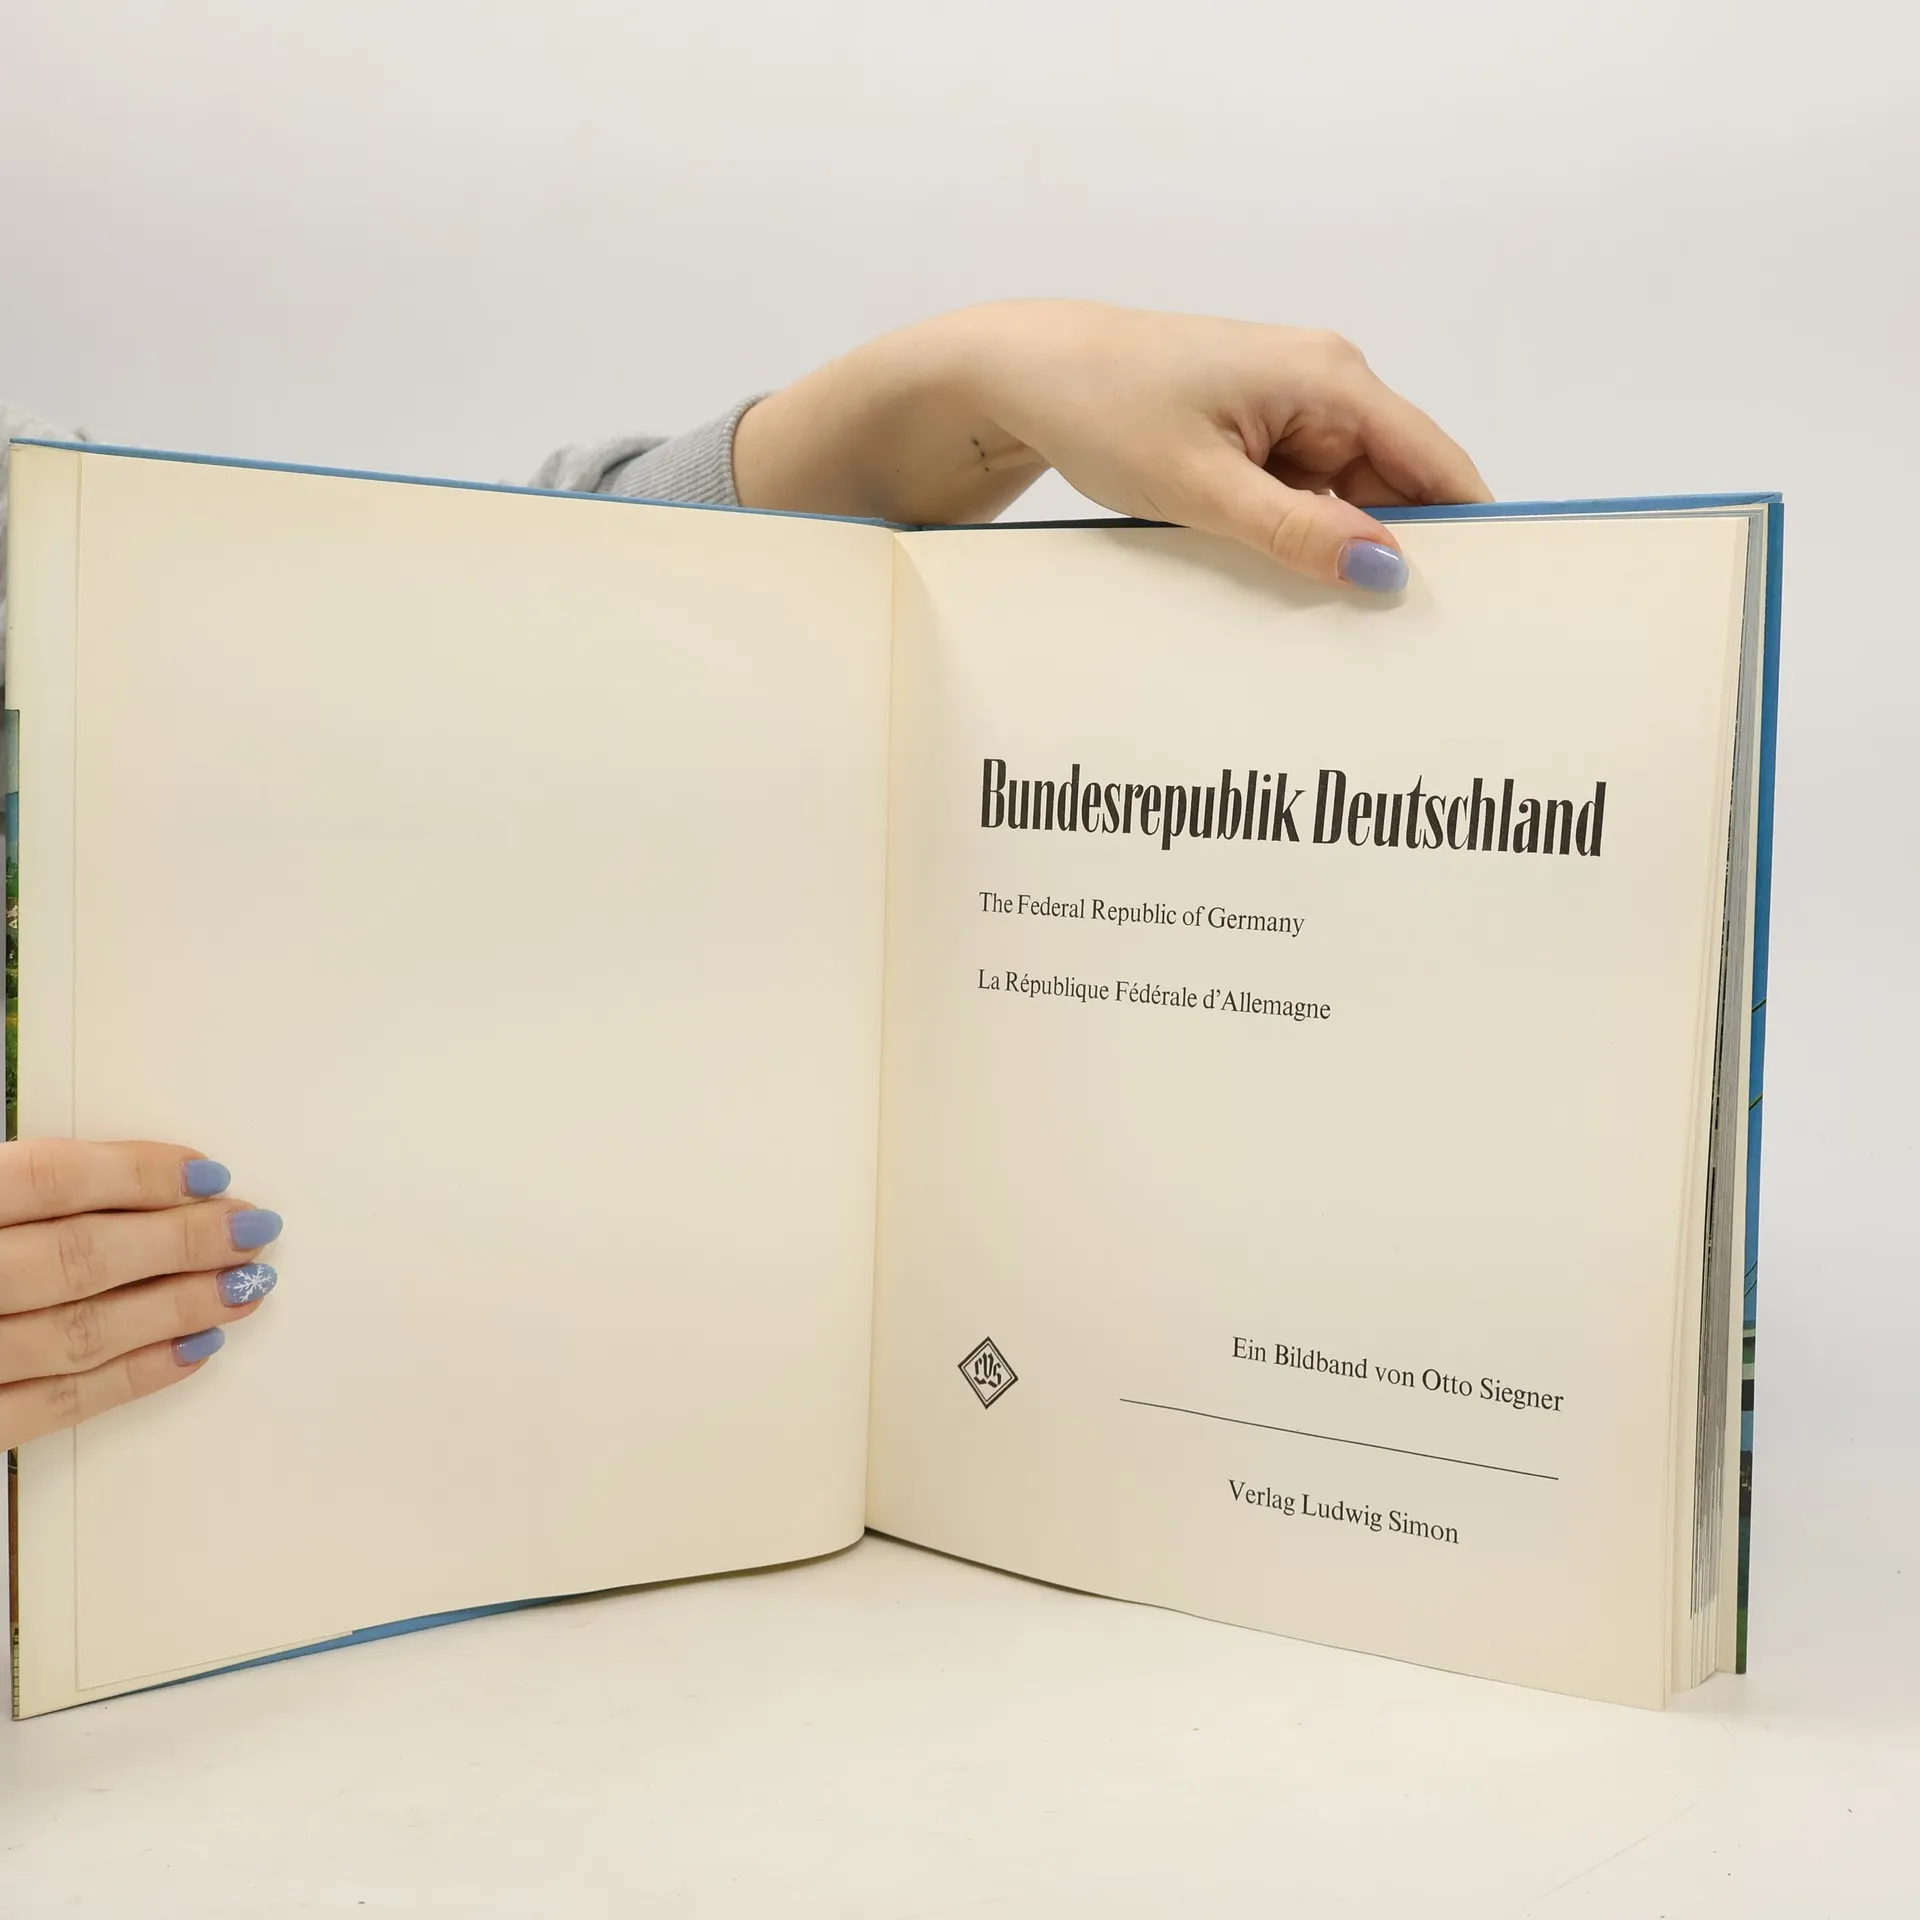 Bundesrepublik Deutschland
The Federal Republic of Germany
La République Fédérale d'Allemagne
LVS
Ein Bildband von Otto Siegner
Verlag Ludwig Simon